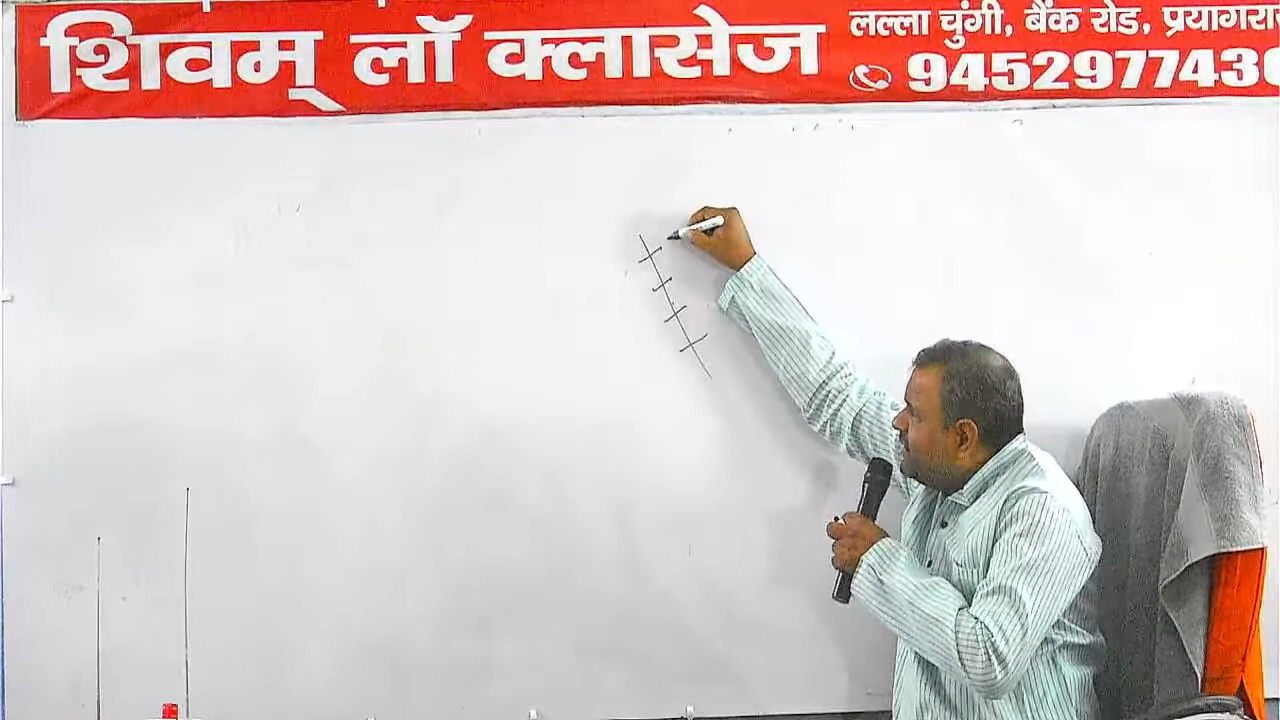 शिवम् लॉ क्लासेज
लल्ला चुंगी, बैंक रोड, प्रयागरा
945297743